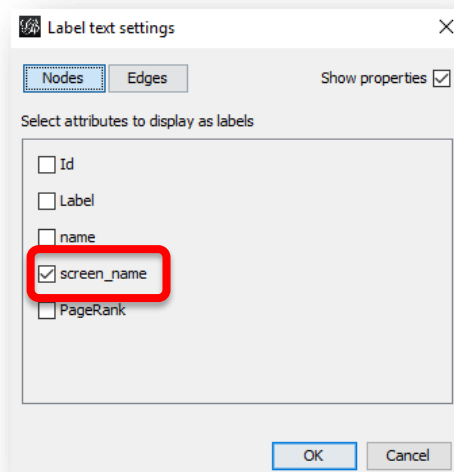 Label text settings
Nodes Edges Show properties
Select attributes to display as labels
Id
Label
name
screen_name
PageRank
OK Cancel